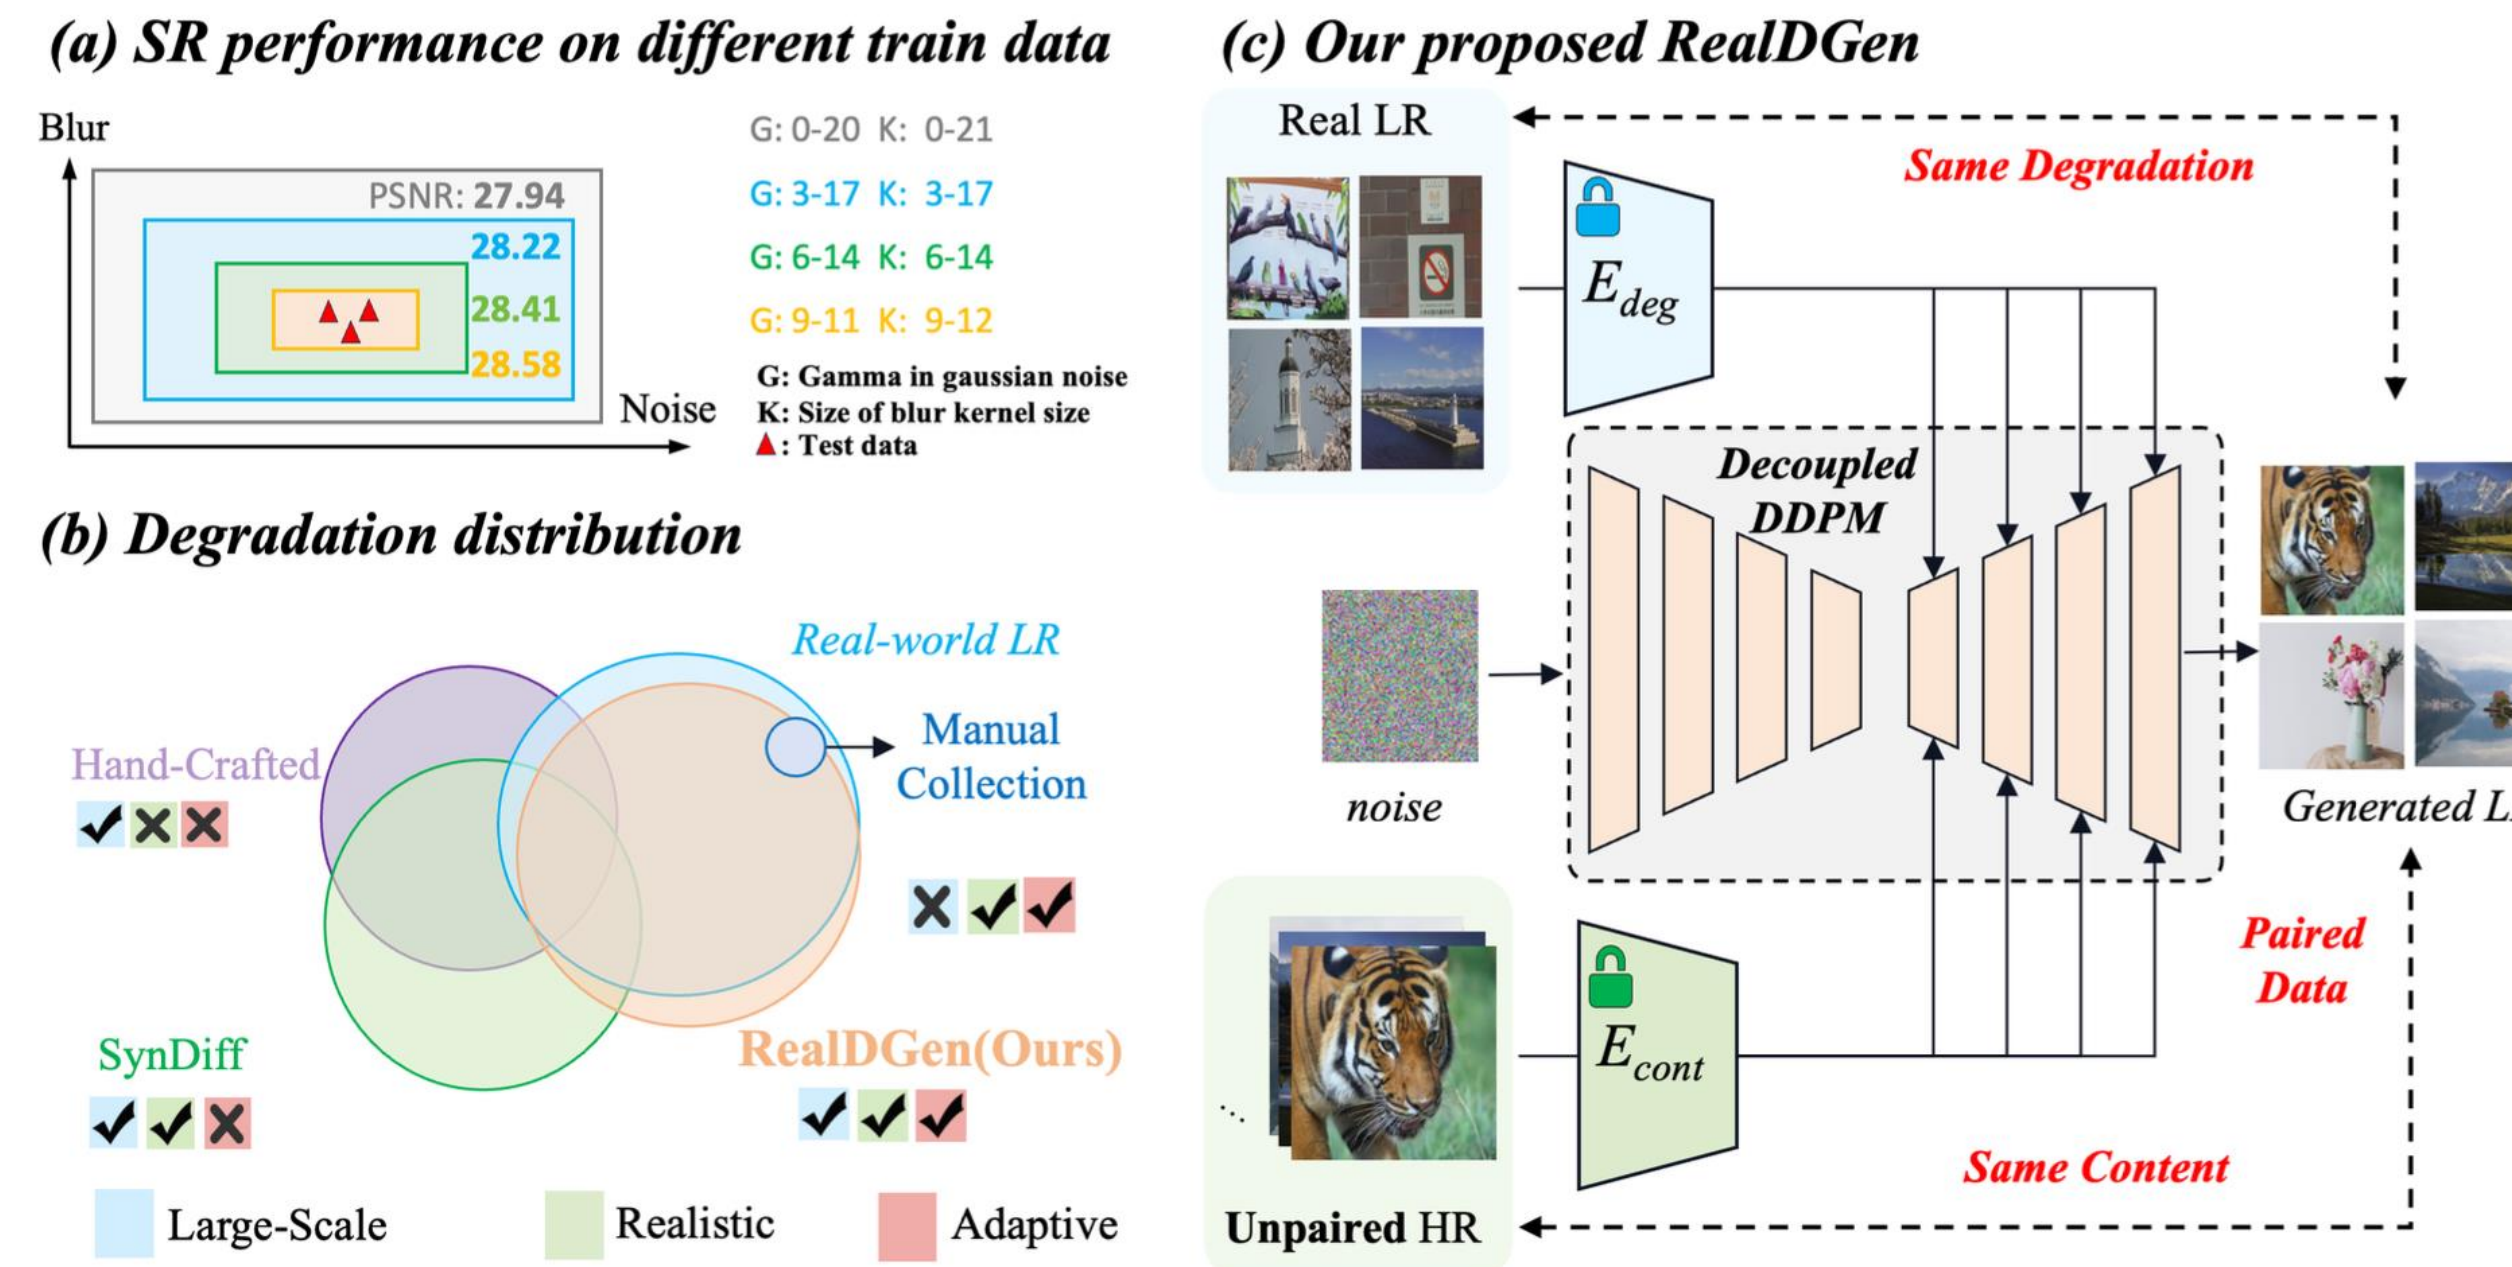 (a) SR performance on different train data
Blur
PSNR: 27.94
28.22
28.41
28.58
Noise
G: 0-20 K: 0-21
G: 3-17 K: 3-17
G: 6-14 K: 6-14
G: 9-11 K: 9-12
G: Gamma in gaussian noise
K: Size of blur kernel size
: Test data
(b) Degradation distribution
Real-world LR
Hand-Crafted
Manual
Collection
SynDiff
RealDGen(Ours)
Large-Scale
Realistic
Adaptive
(c) Our proposed RealDGen
Real LR
Same Degradation
E_deg
Decoupled
DDPM
noise
Generated L
Paired
Data
E_cont
Same Content
Unpaired HR